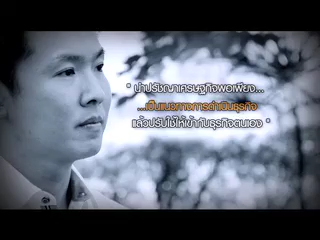 " นำปรัชญาเศรษฐกิจพอเพียง...
...เป็นแนวทางการดำเนินธุรกิจ
แล้วปรับใช้ให้เข้ากับธุรกิจตนเอง "